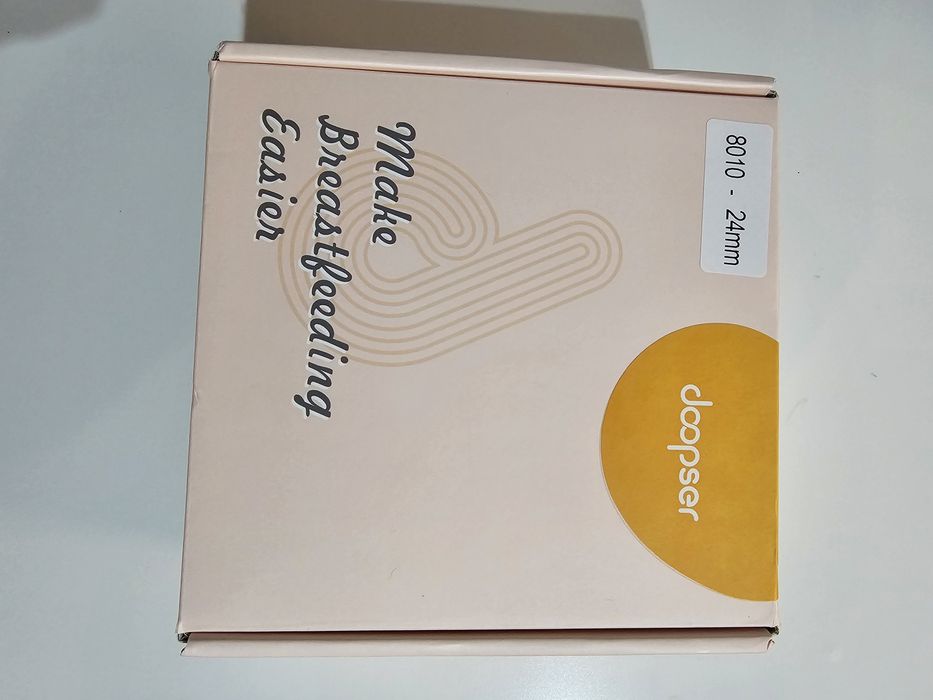 8010 - 24mm
doopser
Make
Breastfeeding
Easier